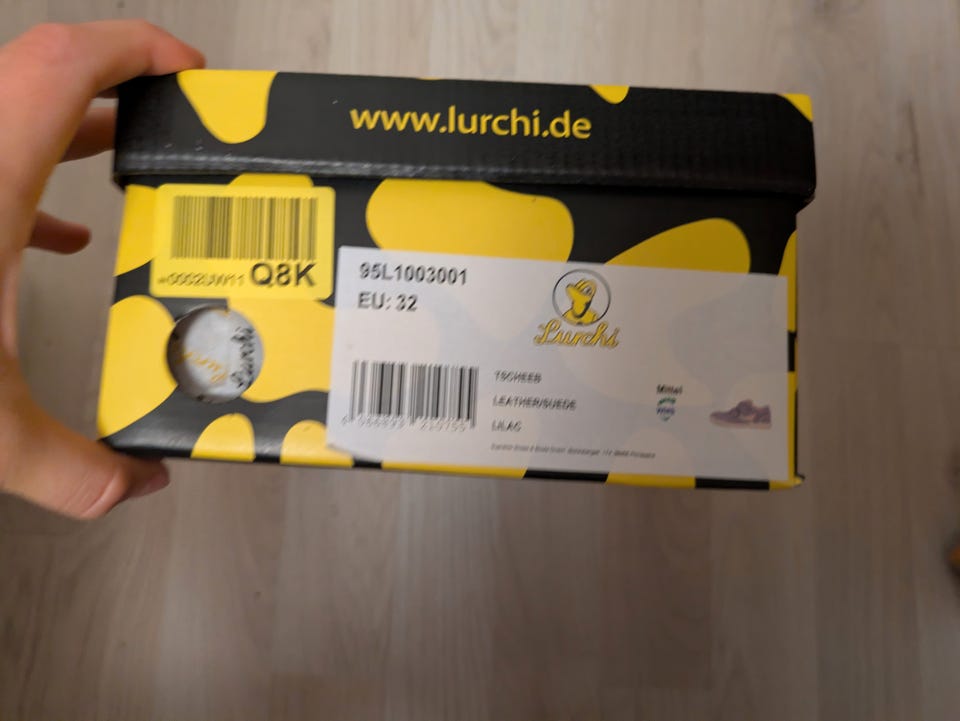 www.lurchi.de
Q8K
95L1003001
EU: 32
Lurchi
TSCHEEB
LEATHER/SUEDE
LILAC
Mittel